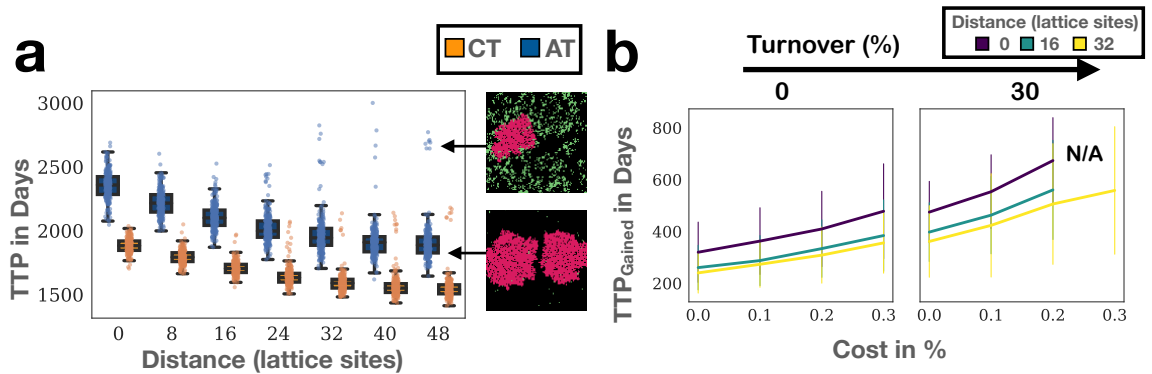 a
CT AT
3000
2500
2000
1500
TTP in Days
0 8 16 24 32 40 48
Distance (lattice sites)
b
Turnover (%)
Distance (lattice sites)
0 16 32
0 30
800
600
400
200
TTPGained in Days
N/A
0.0 0.1 0.2 0.3 0.0 0.1 0.2 0.3
Cost in %